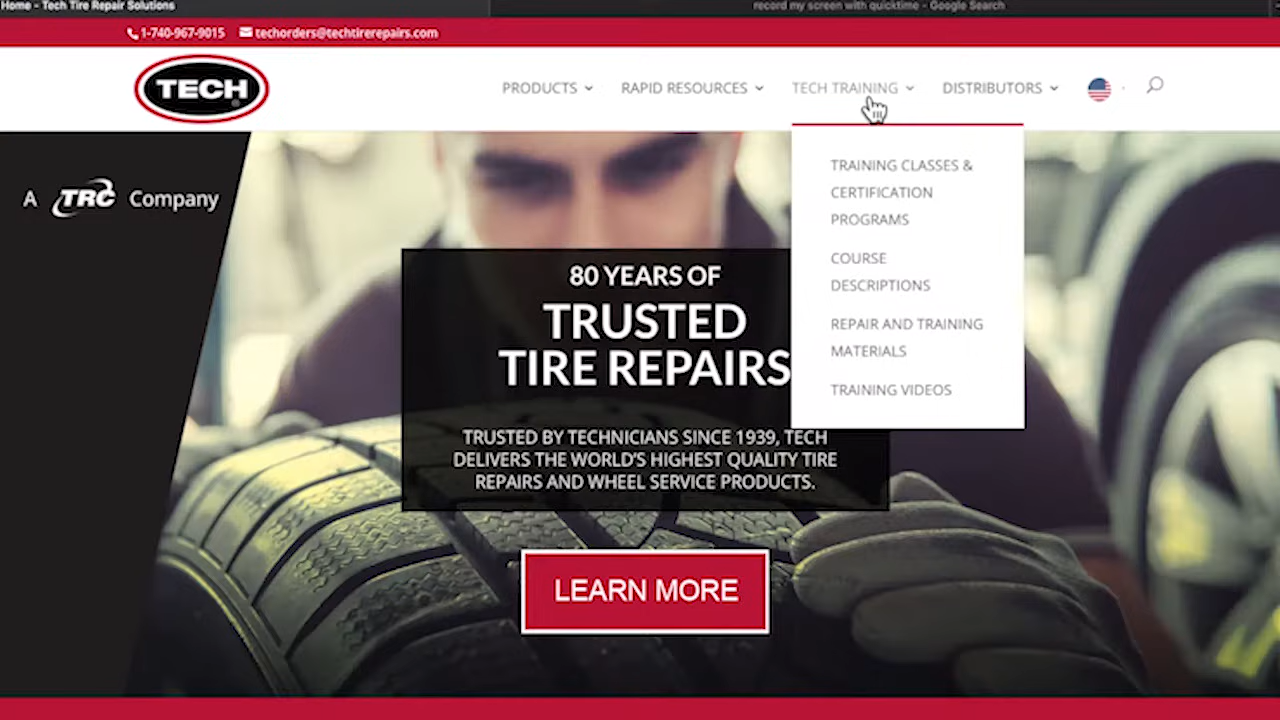 Home - Tech Tire Repair Solutions
record my screen with quicktime - Google Search
1-740-967-9015 techorders@techtirerepairs.com
TECH
PRODUCTS RAPID RESOURCES TECH TRAINING DISTRIBUTORS
A TRC Company
TRAINING CLASSES &
CERTIFICATION
PROGRAMS
COURSE
DESCRIPTIONS
REPAIR AND TRAINING
MATERIALS
TRAINING VIDEOS
80 YEARS OF
TRUSTED
TIRE REPAIRS
TRUSTED BY TECHNICIANS SINCE 1939, TECH
DELIVERS THE WORLD'S HIGHEST QUALITY TIRE
REPAIRS AND WHEEL SERVICE PRODUCTS.
LEARN MORE